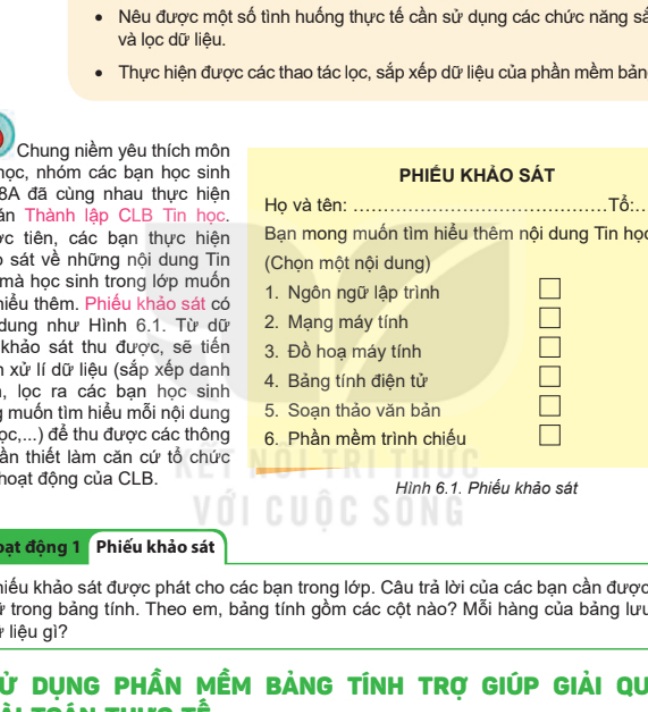 • Nêu được một số tình huống thực tế cần sử dụng các chức năng
và lọc dữ liệu.
• Thực hiện được các thao tác lọc, sắp xếp dữ liệu của phần mềm bản
Chung niềm yêu thích môn
học, nhóm các bạn học sinh
8A đã cùng nhau thực hiện
án Thành lập CLB Tin học.
tiên, các bạn thực hiện
sát về những nội dung Tin
mà học sinh trong lớp muốn
hiểu thêm. Phiếu khảo sát có
dung như Hình 6.1. Từ dữ
khảo sát thu được, sẽ tiến
xử lí dữ liệu (sắp xếp danh
, lọc ra các bạn học sinh
muốn tìm hiểu mỗi nội dung
học,...) để thu được các thông
cần thiết làm căn cứ tổ chức
hoạt động của CLB.
PHIẾU KHẢO SÁT
Họ và tên: ..........................................Tổ:..
Bạn mong muốn tìm hiểu thêm nội dung Tin học
(Chọn một nội dung)
1. Ngôn ngữ lập trình
2. Mạng máy tính
3. Đồ hoạ máy tính
4. Bảng tính điện tử
5. Soạn thảo văn bản
6. Phần mềm trình chiếu
Hình 6.1. Phiếu khảo sát
KẾT NỐI TRI THỨC
VỚI CUỘC SỐNG
oạt động 1 Phiếu khảo sát
hiếu khảo sát được phát cho các bạn trong lớp. Câu trả lời của các bạn cần được
trong bảng tính. Theo em, bảng tính gồm các cột nào? Mỗi hàng của bảng lưu
liệu gì?
Ử DỤNG PHẦN MỀM BẢNG TÍNH TRỢ GIÚP GIẢI QU
TOÁN THỰC TẾ